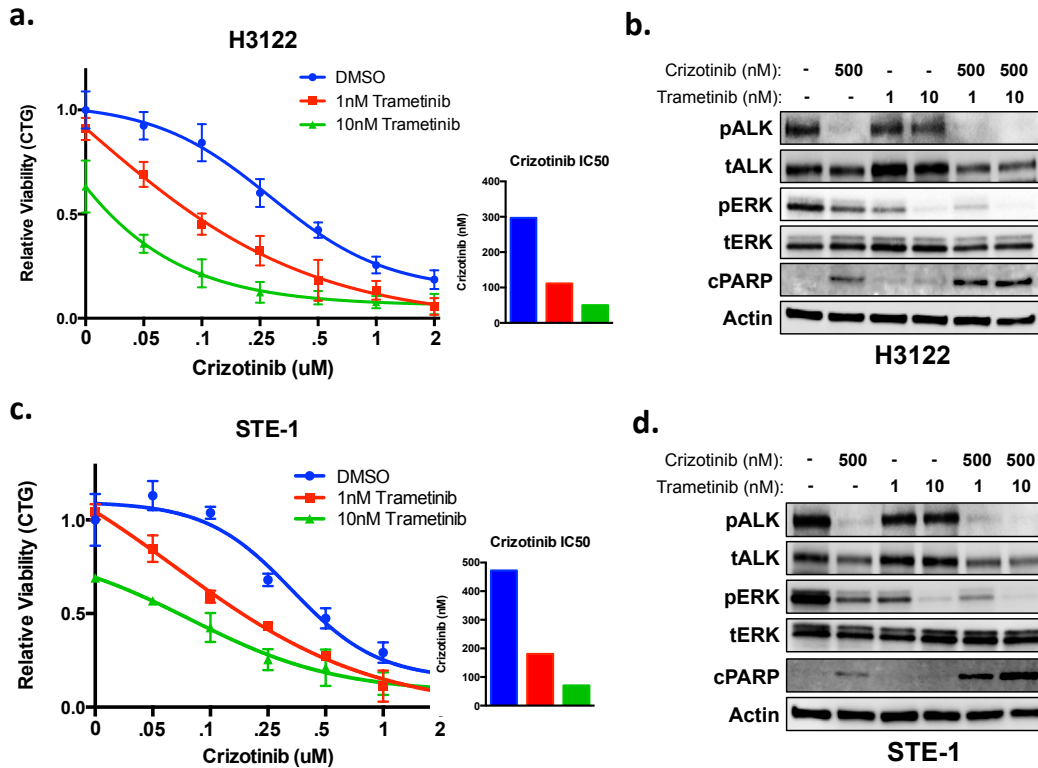 a.
H3122
DMSO
1nM Trametinib
10nM Trametinib
Relative Viability (CTG)
1.0
0.5
0.0
0 .05 .1 .25 .5 1 2
Crizotinib (uM)
Crizotinib IC50
Crizotinib (nM)
400
300
200
100
0
b.
Crizotinib (nM): - 500 - - 500 500
Trametinib (nM): - - 1 10 1 10
pALK
tALK
pERK
tERK
cPARP
Actin
H3122
c.
STE-1
DMSO
1nM Trametinib
10nM Trametinib
Relative Viability (CTG)
1.0
0.5
0.0
0 .05 .1 .25 .5 1 2
Crizotinib (uM)
Crizotinib IC50
Crizotinib (nM)
500
400
300
200
100
0
d.
Crizotinib (nM): - 500 - - 500 500
Trametinib (nM): - - 1 10 1 10
pALK
tALK
pERK
tERK
cPARP
Actin
STE-1